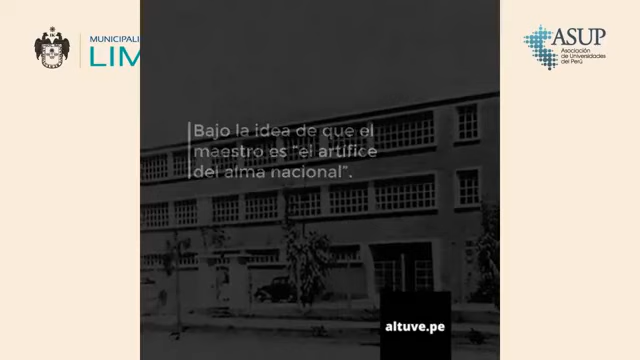 MUNICIPALI
LIM
ASUP
Asociación
de Universidades
del Perú
Bajo la idea de que el
maestro es "el artífice
del alma nacional".
altuve.pe